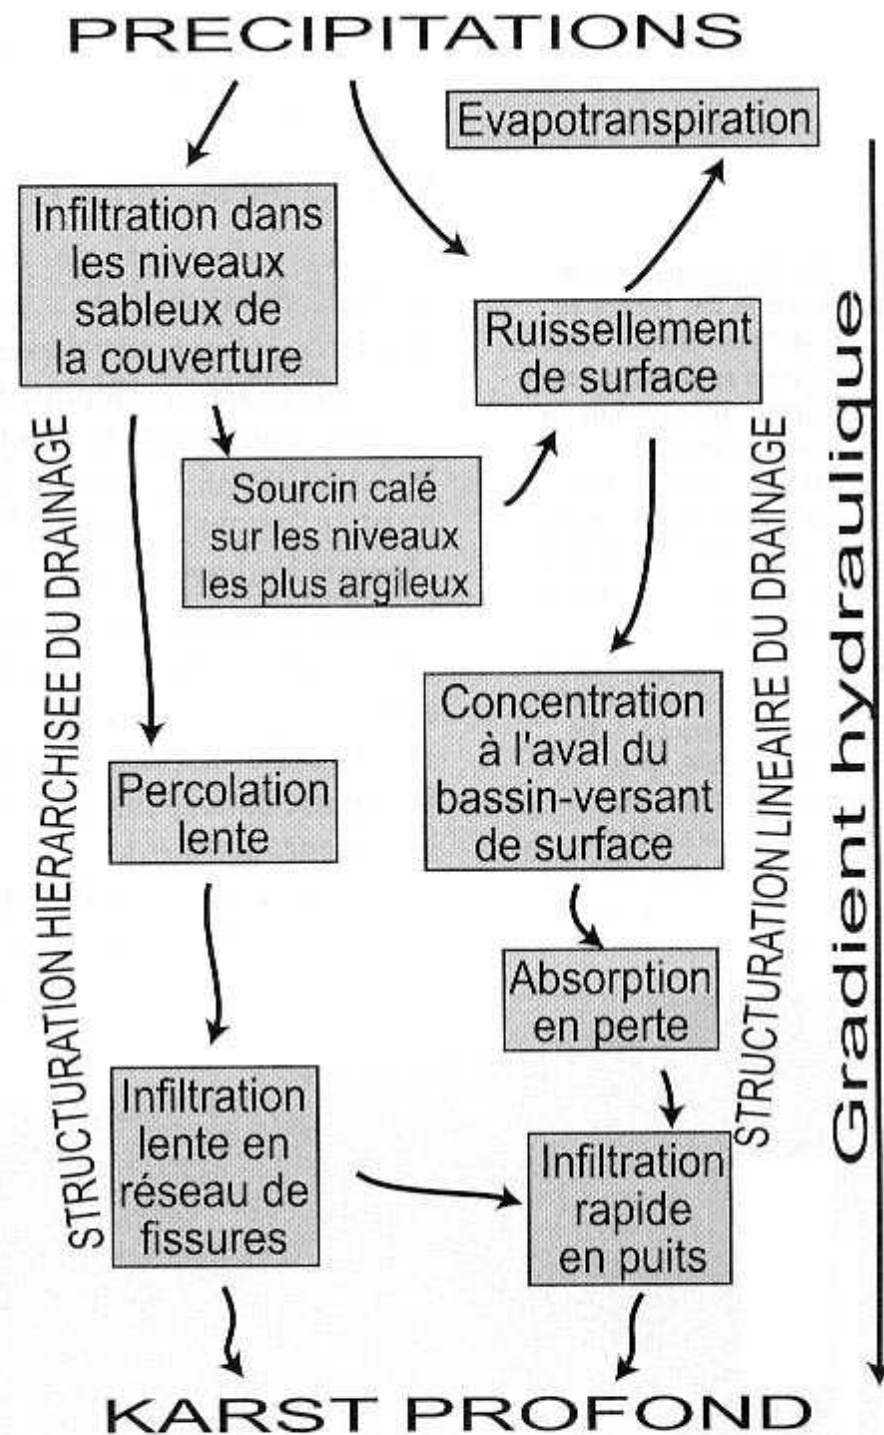 PRECIPITATIONS
Evapotranspiration
Infiltration dans
les niveaux
sableux de
la couverture
Ruissellement
de surface
Sourcin calé
sur les niveaux
les plus argileux
Concentration
à l'aval du
bassin-versant
de surface
Percolation
lente
Absorption
en perte
Infiltration
lente en
réseau de
fissures
Infiltration
rapide
en puits
STRUCTURATION HIERARCHISEE DU DRAINAGE
STRUCTURATION LINEAIRE DU DRAINAGE
Gradient hydraulique
KARST PROFOND